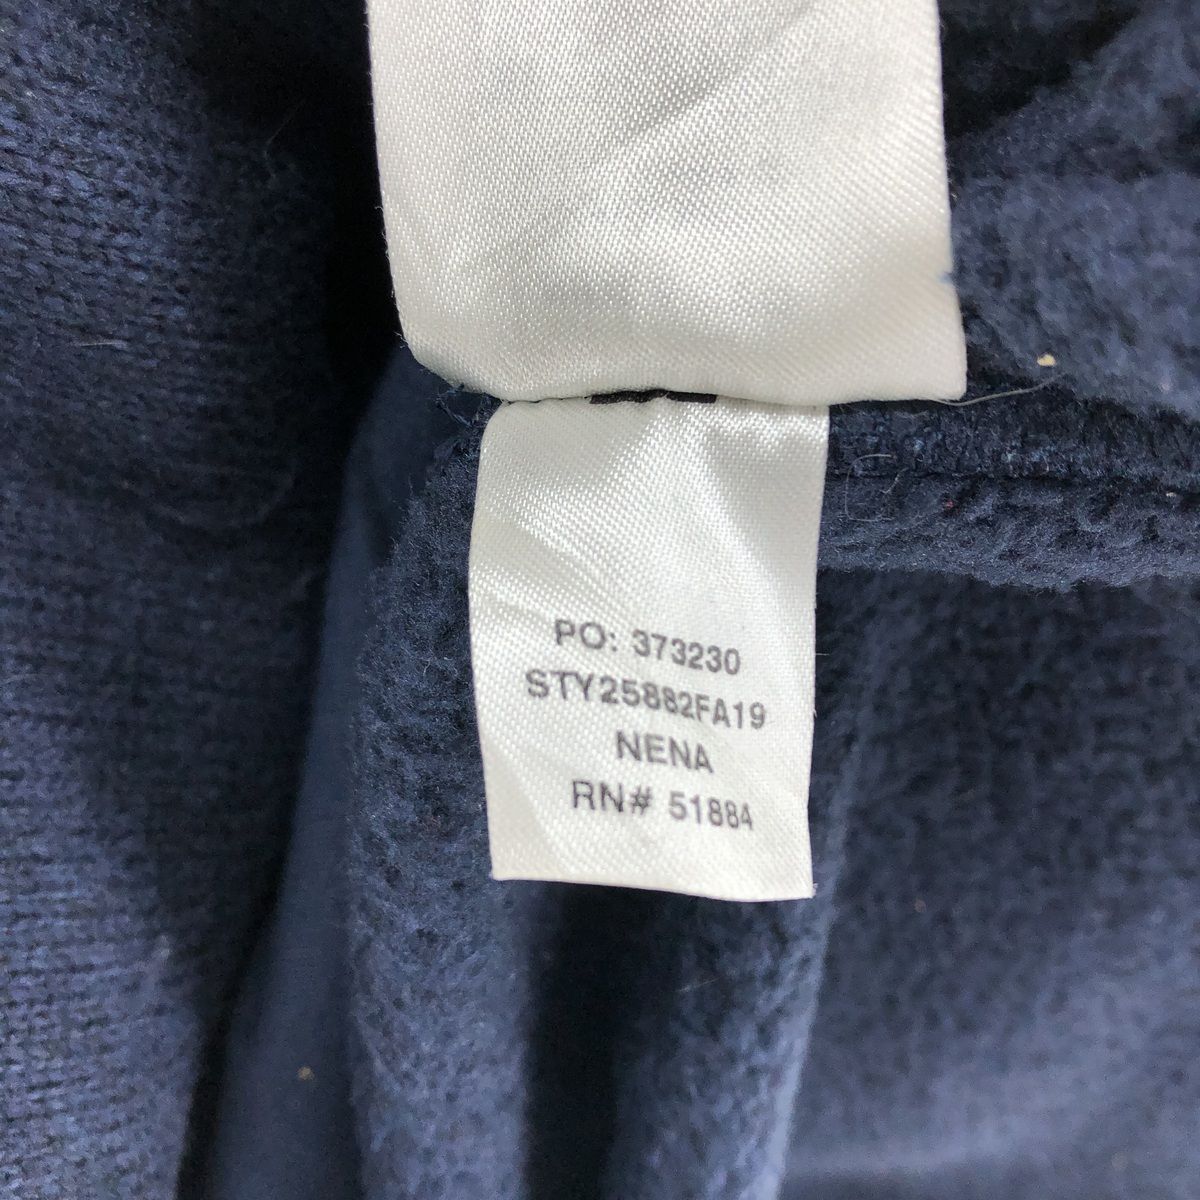 PO: 373230
STY25882FA19
NENA
RN# 51884